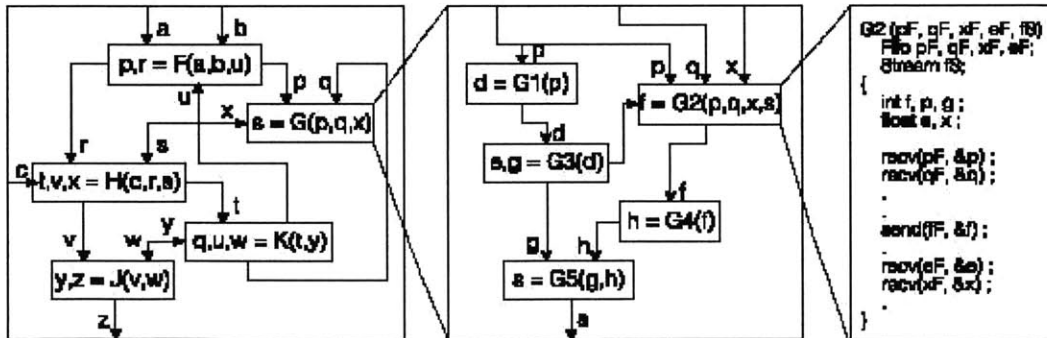 a b
p,r = F(a,b,u)
u
p q
x
s = G(p,q,x)
r
s
c
t,v,x = H(c,r,s)
t
v
w
y
q,u,w = K(t,y)
y,z = J(v,w)
z
p
d = G1(p)
p q x
f = G2(p,q,x,e)
d
e,g = G3(d)
f
h = G4(f)
g
h
s = G5(g,h)
s
G2 (pF, qF, xF, eF, fS)
Fifo pF, qF, xF, eF;
Stream fS;
{
int f, p, g ;
float e, x ;
recv(pF, &p) ;
recv(qF, &q) ;
.
.
send(fF, &f) ;
.
recv(eF, &e) ;
recv(xF, &x) ;
.
}